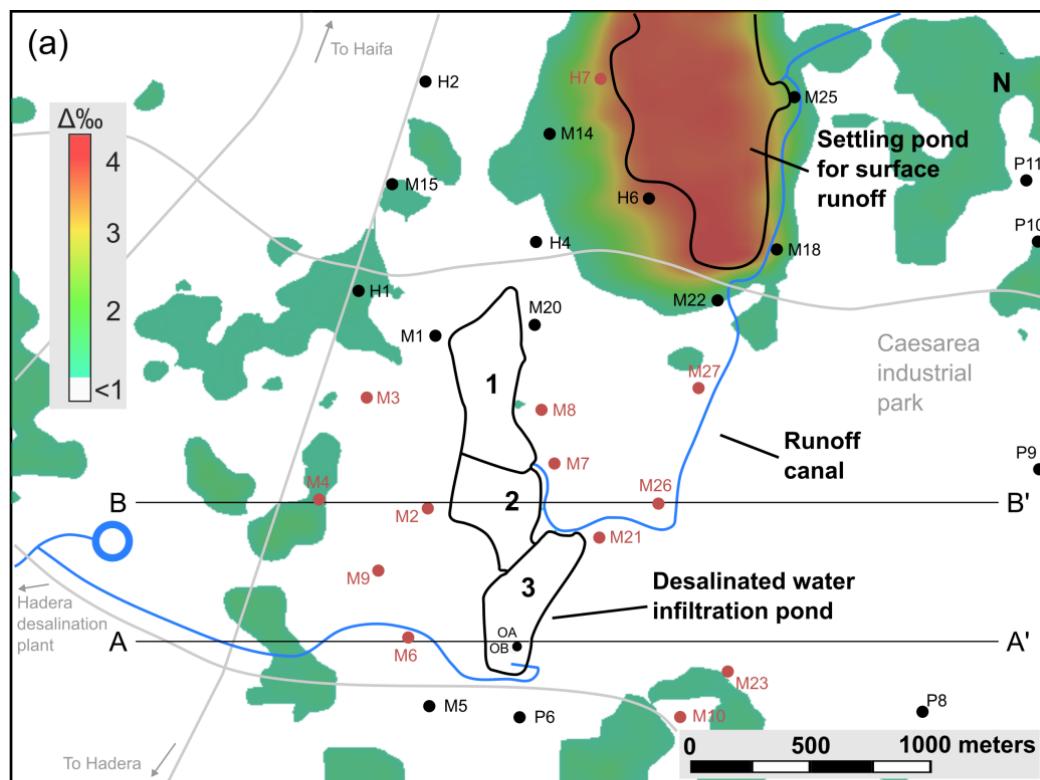 (a)
To Haifa
H2
H7
N
M25
Δ‰
4
3
2
<1
M14
Settling pond
for surface
runoff
P11
M15
H6
P10
H4
M18
H1
M22
M20
M1
Caesarea
industrial
park
M27
1
M3
M8
Runoff
canal
M7
P9
M4
M26
B
2
B'
M2
M21
M9
3
Desalinated water
infiltration pond
Hadera
desalination
plant
OA
A
OB
A'
M6
M23
M5
P6
M10
P8
0
500
1000 meters
To Hadera